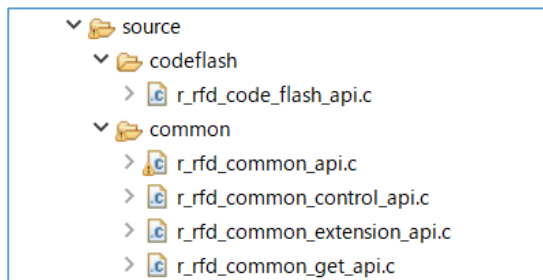 source
codeflash
r_rfd_code_flash_api.c
common
r_rfd_common_api.c
r_rfd_common_control_api.c
r_rfd_common_extension_api.c
r_rfd_common_get_api.c